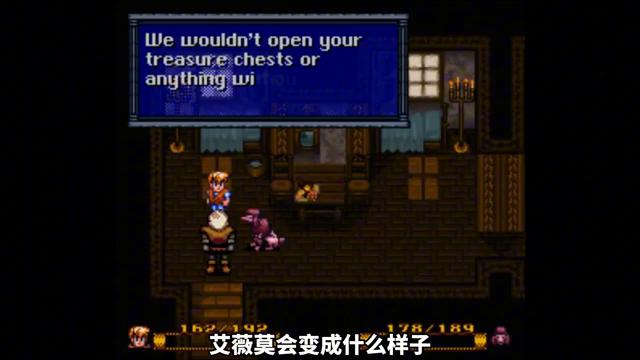 We wouldn't open your
treasure chests or
anything wi
162/192
178/189
艾薇莫会变成什么样子